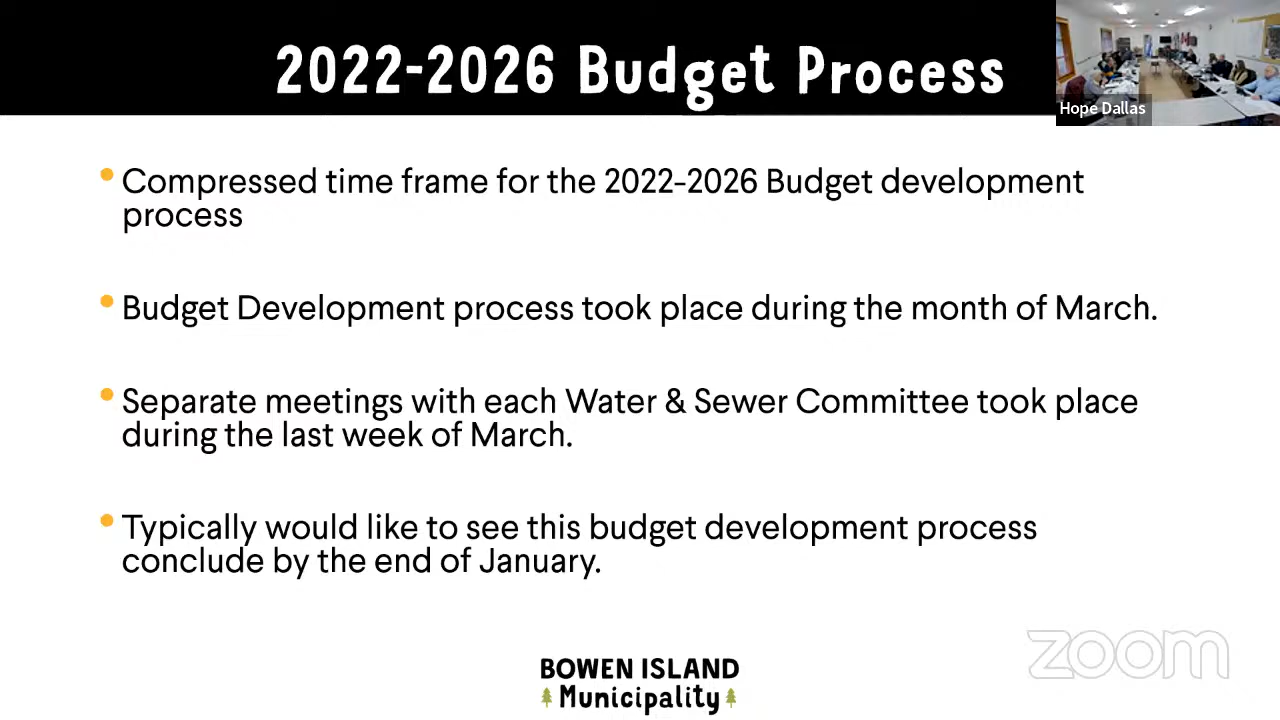 2022-2026 Budget Process
Hope Dallas
• Compressed time frame for the 2022-2026 Budget development
process
• Budget Development process took place during the month of March.
• Separate meetings with each Water & Sewer Committee took place
during the last week of March.
• Typically would like to see this budget development process
conclude by the end of January.
zoom
BOWEN ISLAND
Municipality